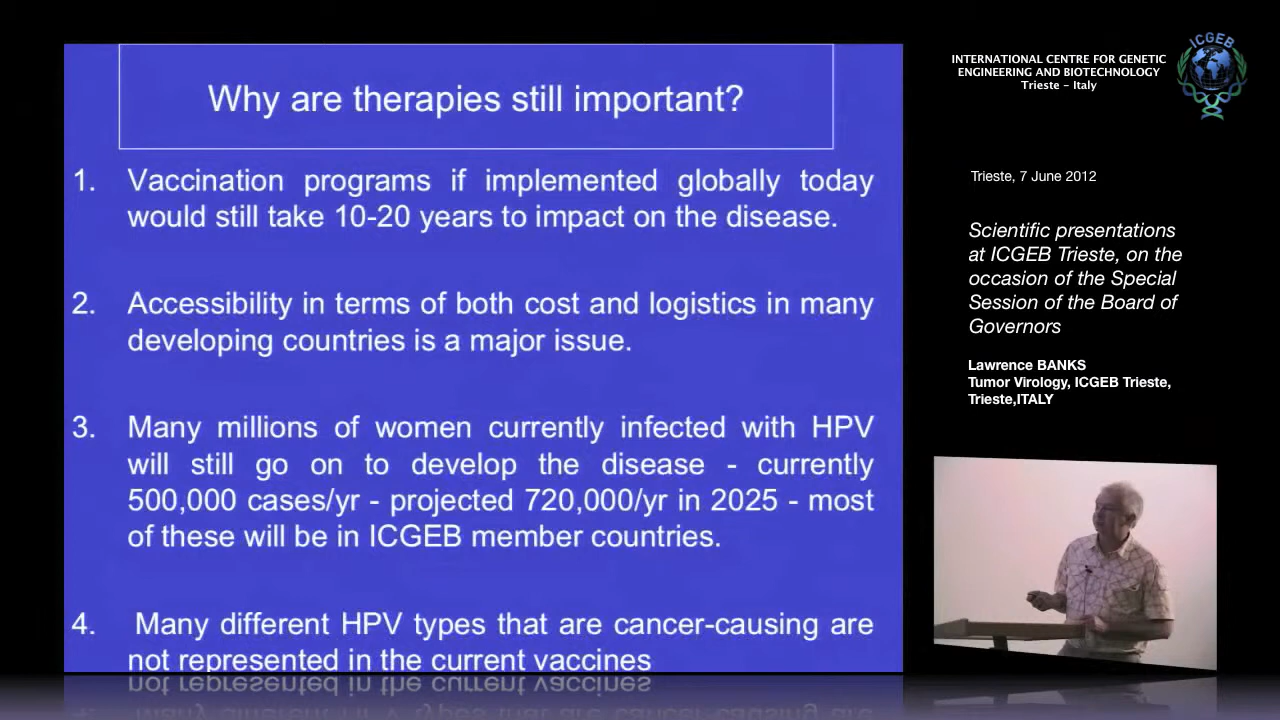 Why are therapies still important?
1. Vaccination programs if implemented globally today
would still take 10-20 years to impact on the disease.
2. Accessibility in terms of both cost and logistics in many
developing countries is a major issue.
3. Many millions of women currently infected with HPV
will still go on to develop the disease - currently
500,000 cases/yr - projected 720,000/yr in 2025 - most
of these will be in ICGEB member countries.
4. Many different HPV types that are cancer-causing are
not represented in the current vaccines
INTERNATIONAL CENTRE FOR GENETIC
ENGINEERING AND BIOTECHNOLOGY
Trieste - Italy
ICGEB
Trieste, 7 June 2012
Scientific presentations
at ICGEB Trieste, on the
occasion of the Special
Session of the Board of
Governors
Lawrence BANKS
Tumor Virology, ICGEB Trieste,
Trieste,ITALY